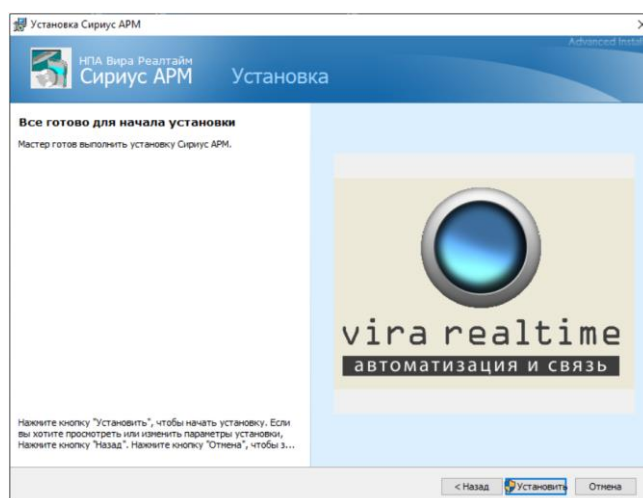 Установка Сириус АРМ
Advanced Instal
НПА Вира Реалтайм
Сириус АРМ
Установка
Все готово для начала установки
Мастер готов выполнить установку Сириус АРМ.
vira realtime
автоматизация и связь
Нажмите кнопку "Установить", чтобы начать установку. Если
вы хотите просмотреть или изменить параметры установки,
Нажмите кнопку "Назад". Нажмите кнопку "Отмена", чтобы з...
< Назад
Установить
Отмена